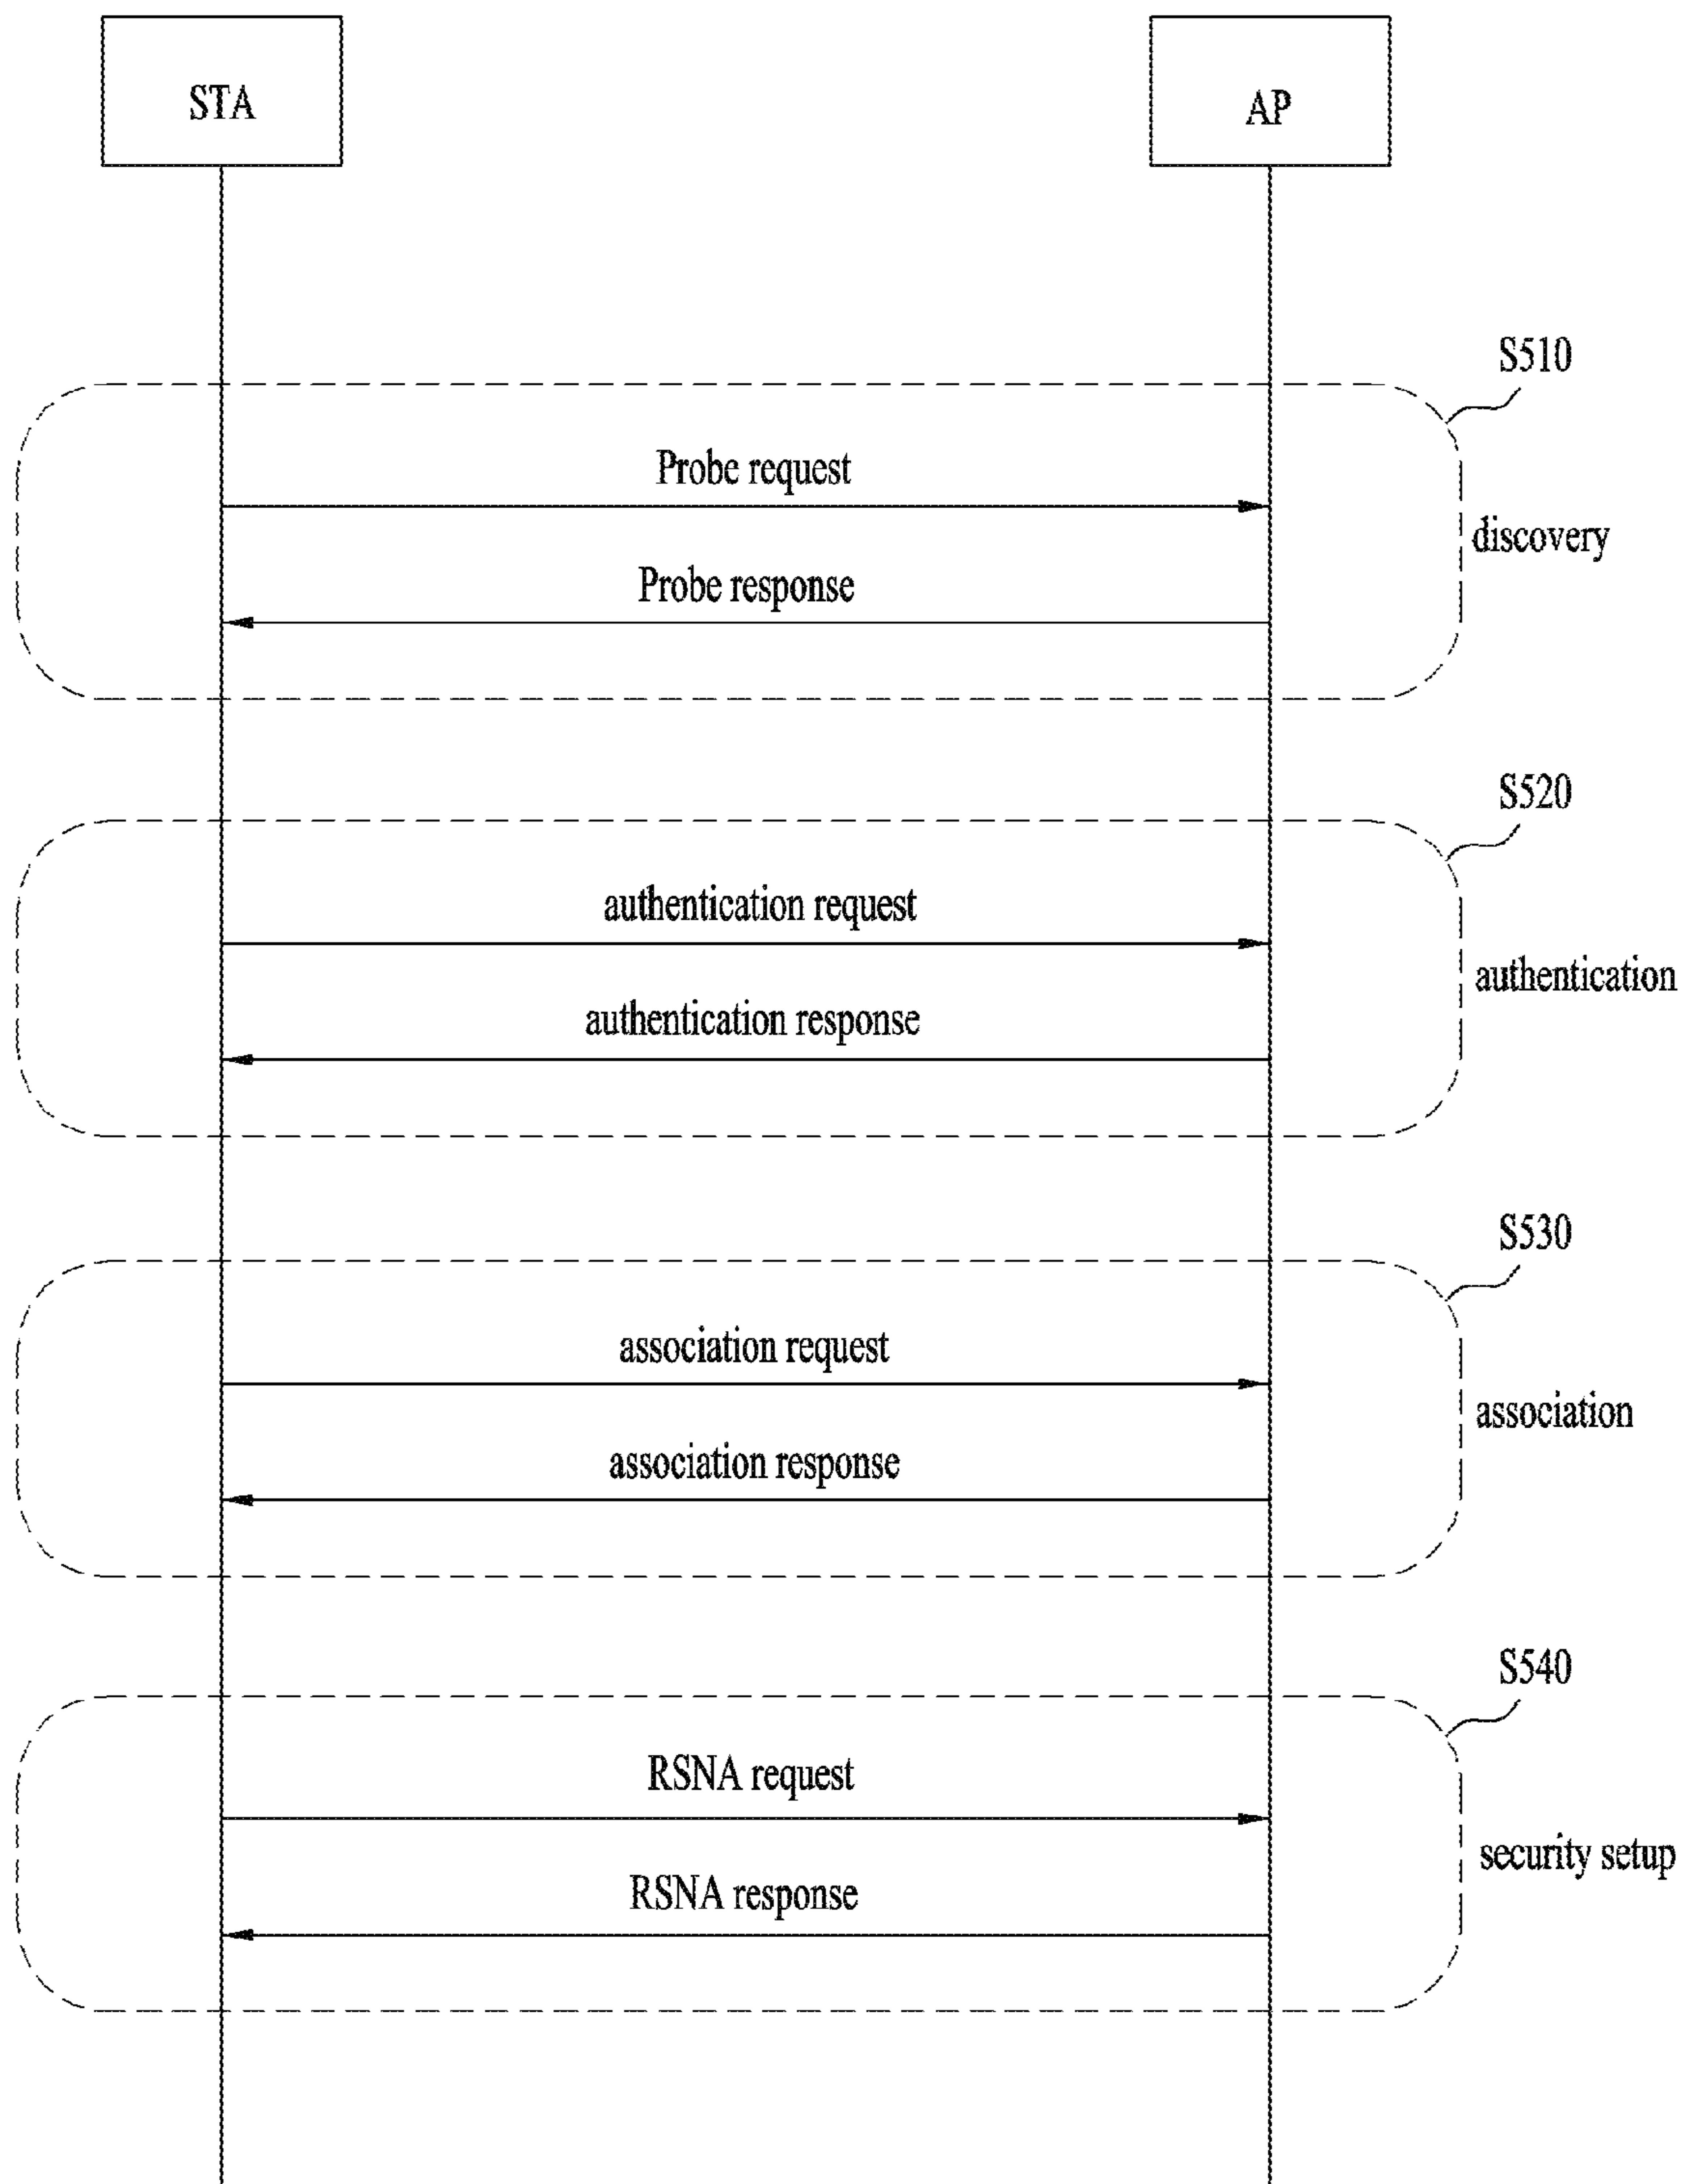 STA
AP
S510
Probe request
discovery
Probe response
S520
authentication request
authentication
authentication response
S530
association request
association
association response
S540
RSNA request
security setup
RSNA response